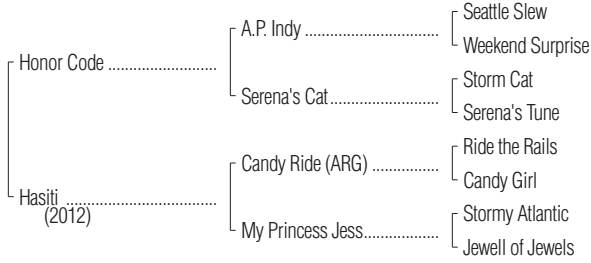 Seattle Slew
A.P. Indy ..............................
Weekend Surprise
Honor Code ........................
Storm Cat
Serena's Cat........................
Serena's Tune
Ride the Rails
Candy Ride (ARG) ...............
Candy Girl
Hasiti .................................
(2012)
Stormy Atlantic
My Princess Jess.................
Jewell of Jewels